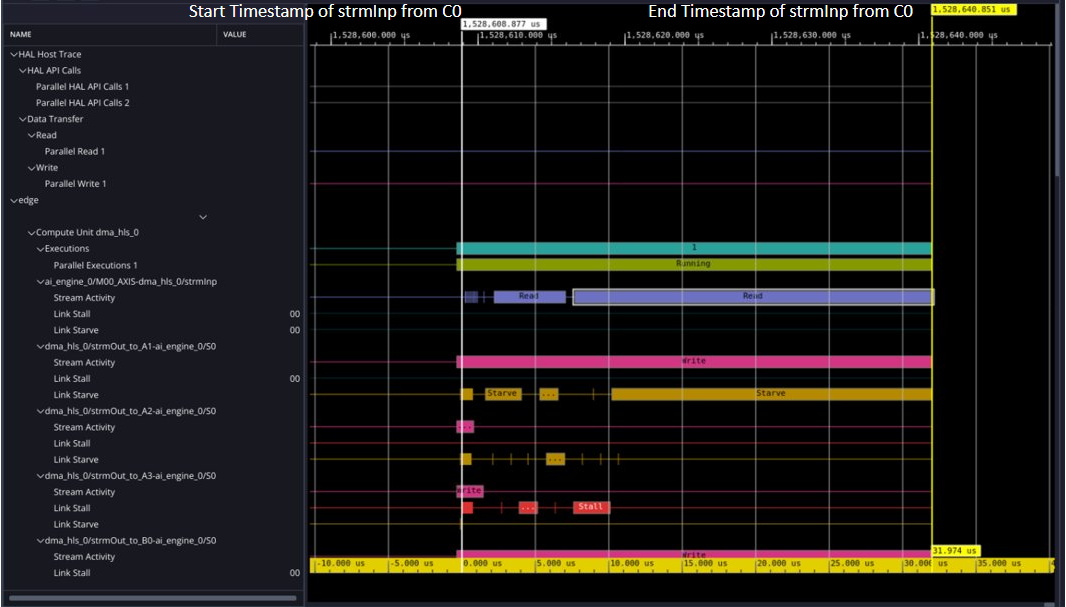 Start Timestamp of strmInp from C0 End Timestamp of strmInp from C0
1,528,640.851 us
1,528,608.877 us
NAME VALUE
1,528,600.000 us 1,528,610.000 us 1,528,620.000 us 1,528,630.000 us 1,528,640.000 us
HAL Host Trace
HAL API Calls
Parallel HAL API Calls 1
Parallel HAL API Calls 2
Data Transfer
Read
Parallel Read 1
Write
Parallel Write 1
edge
Compute Unit dma_hls_0
Executions 1
Parallel Executions 1 Running
ai_engine_0/M00_AXIS-dma_hls_0/strmInp
Stream Activity Read Read
Link Stall 00
Link Starve 00
dma_hls_0/strmOut_to_A1-ai_engine_0/S0
Stream Activity Write
Link Stall 00
Link Starve Starve ... Starve
dma_hls_0/strmOut_to_A2-ai_engine_0/S0
Stream Activity ...
Link Stall
Link Starve ...
dma_hls_0/strmOut_to_A3-ai_engine_0/S0
Stream Activity Write
Link Stall ... Stall
Link Starve
dma_hls_0/strmOut_to_B0-ai_engine_0/S0
Stream Activity Write 31.974 us
-10.000 us -5.000 us 0.000 us 5.000 us 10.000 us 15.000 us 20.000 us 25.000 us 30.000 us 35.000 us
Link Stall 00